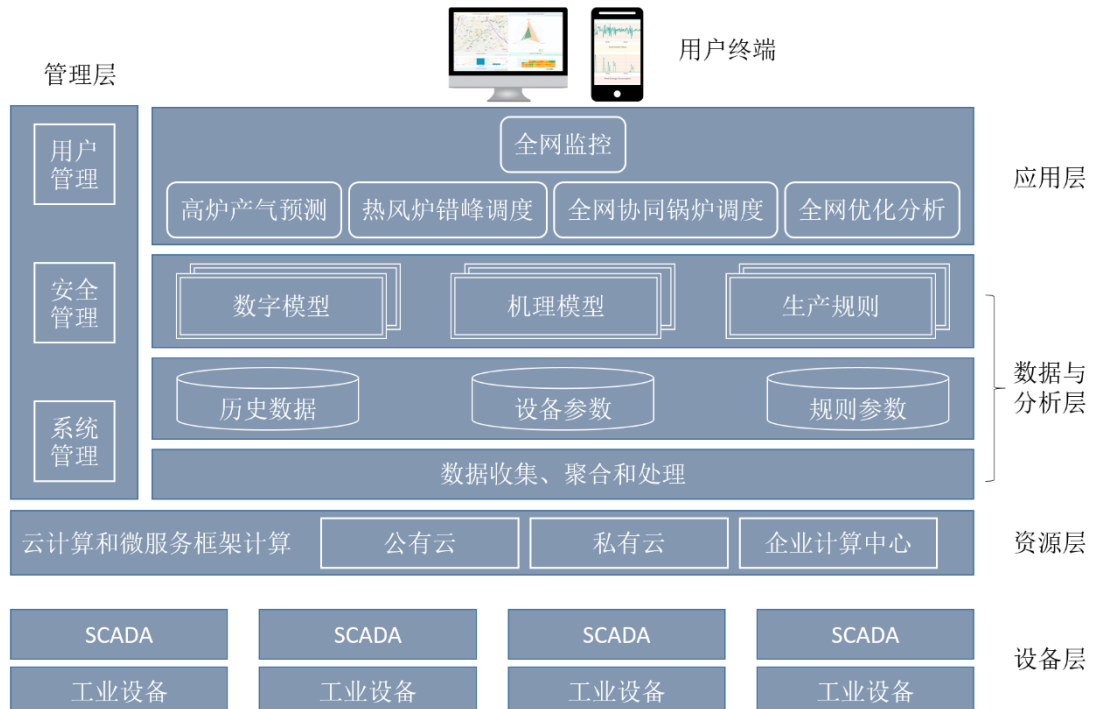 用户终端
管理层
用户
管理
安全
管理
系统
管理
全网监控
高炉产气预测
热风炉错峰调度
全网协同锅炉调度
全网优化分析
应用层
数字模型
机理模型
生产规则
历史数据
设备参数
规则参数
数据收集、聚合和处理
数据与
分析层
云计算和微服务框架计算
公有云
私有云
企业计算中心
资源层
SCADA
SCADA
SCADA
SCADA
工业设备
工业设备
工业设备
工业设备
设备层